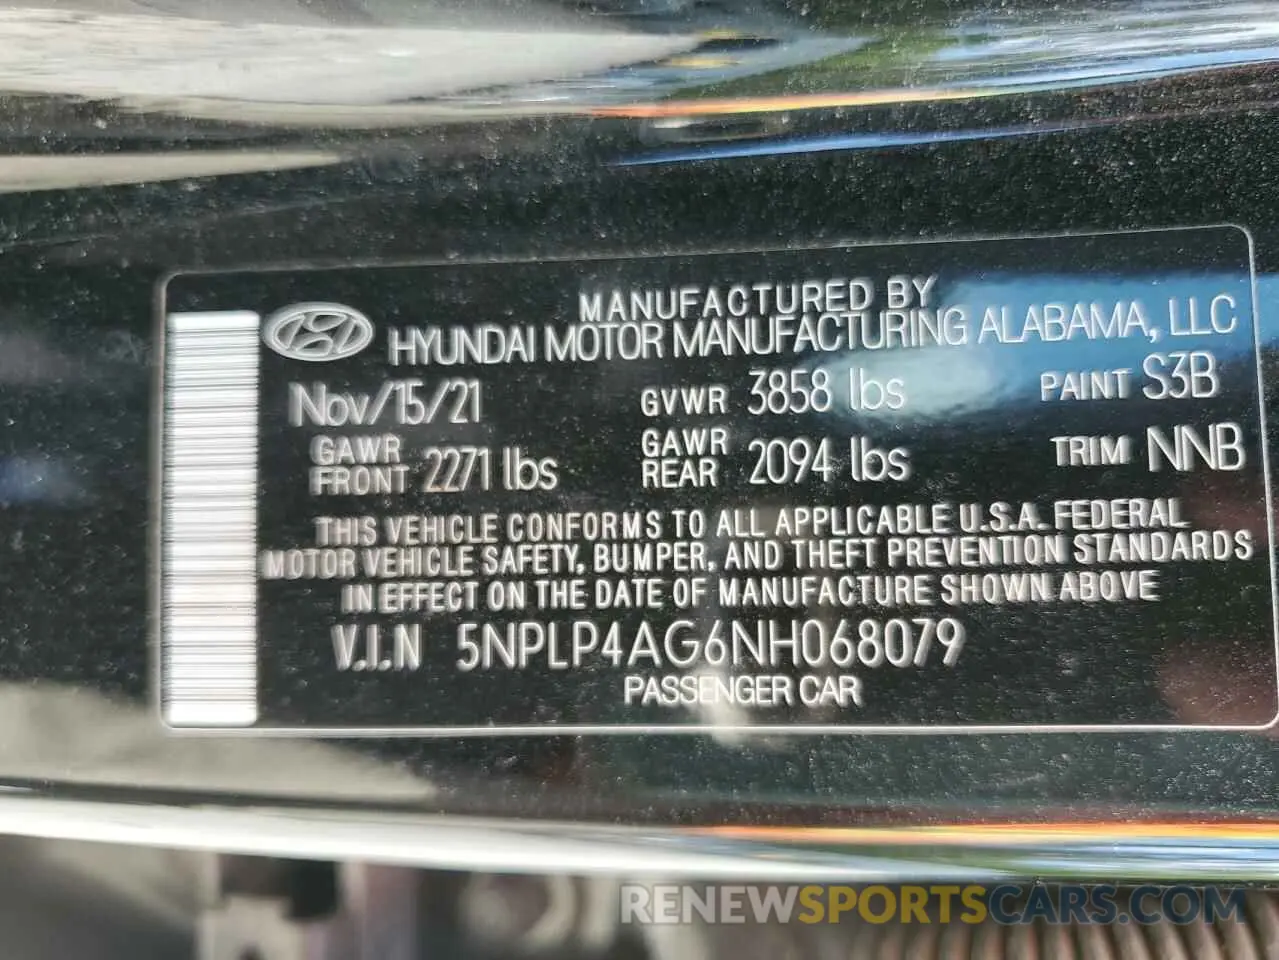 MANUFACTURED BY
HYUNDAI MOTOR MANUFACTURING ALABAMA, LLC
Nov/15/21 GVWR 3858 lbs PAINT S3B
GAWR FRONT 2271 lbs GAWR REAR 2094 lbs TRIM NNB
THIS VEHICLE CONFORMS TO ALL APPLICABLE U.S.A. FEDERAL
MOTOR VEHICLE SAFETY, BUMPER, AND THEFT PREVENTION STANDARDS
IN EFFECT ON THE DATE OF MANUFACTURE SHOWN ABOVE
V.I.N 5NPLP4AG6NH068079
PASSENGER CAR
RENEWSPORTSCARS.COM